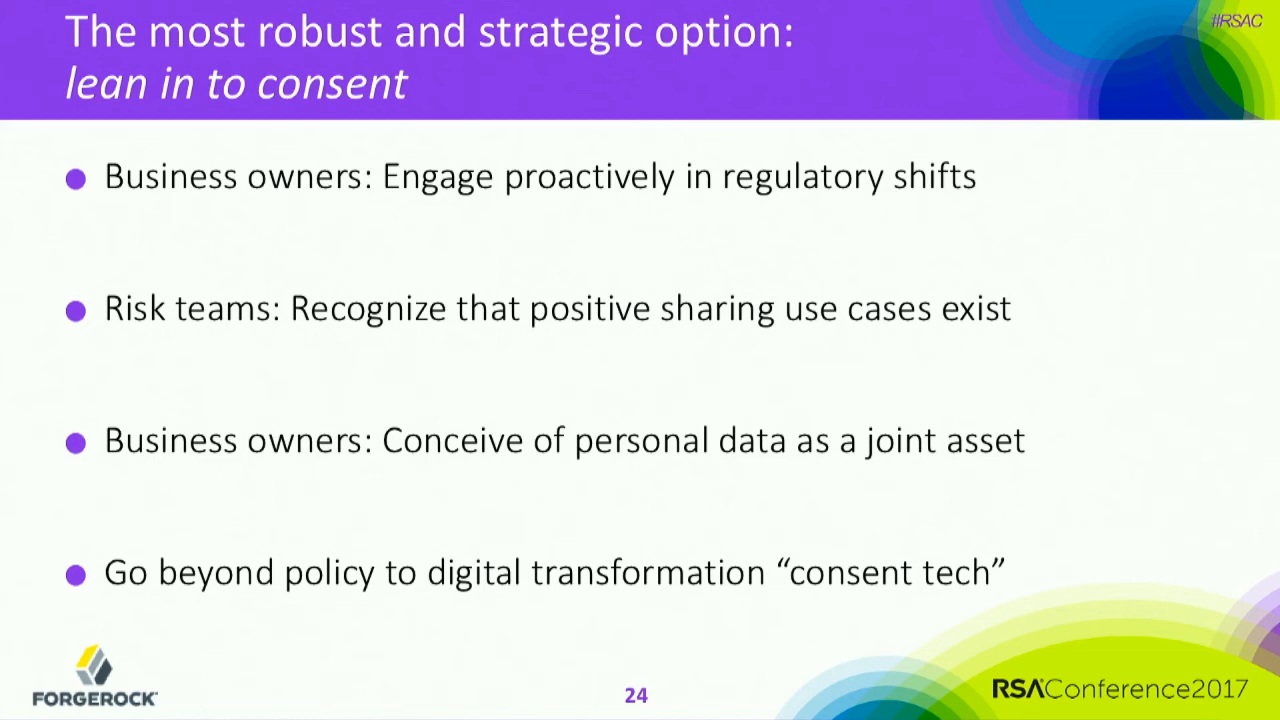 #RSAC
The most robust and strategic option:
lean in to consent
Business owners: Engage proactively in regulatory shifts
Risk teams: Recognize that positive sharing use cases exist
Business owners: Conceive of personal data as a joint asset
Go beyond policy to digital transformation “consent tech”
FORGEROCK
24
RSAConference2017